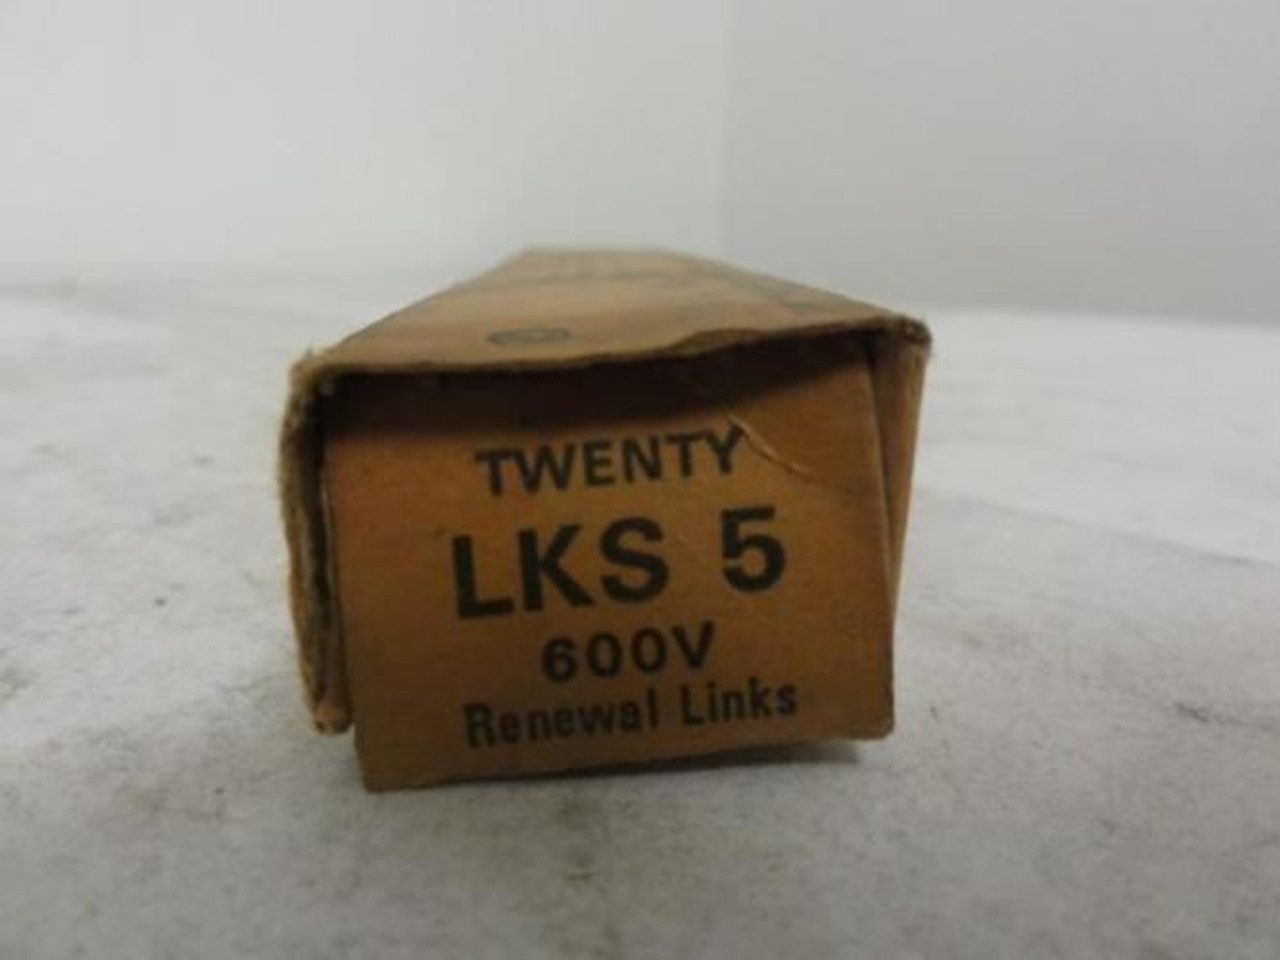 TWENTY
LKS 5
600V
Renewal Links